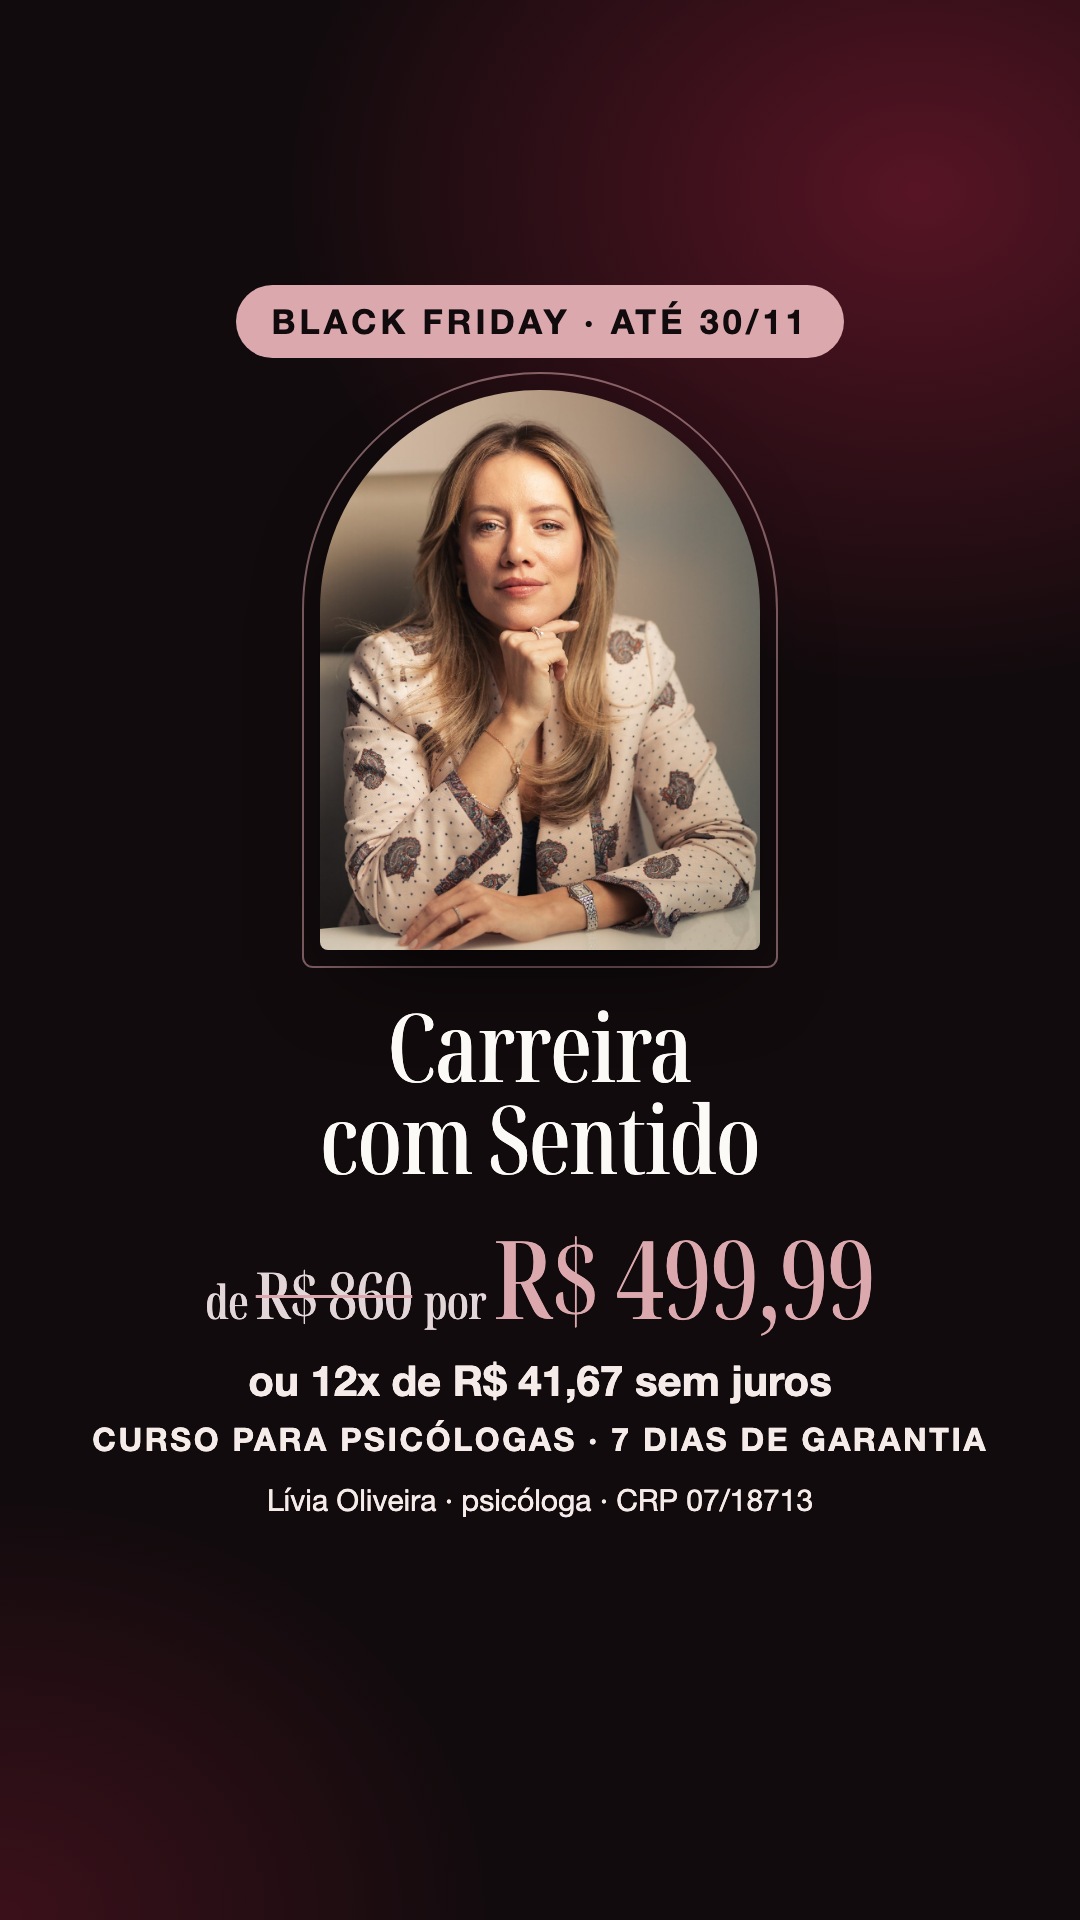 BLACK FRIDAY · ATÉ 30/11
Carreira
com Sentido
de R$ 860 por R$ 499,99
ou 12x de R$ 41,67 sem juros
CURSO PARA PSICÓLOGAS · 7 DIAS DE GARANTIA
Lívia Oliveira · psicóloga · CRP 07/18713